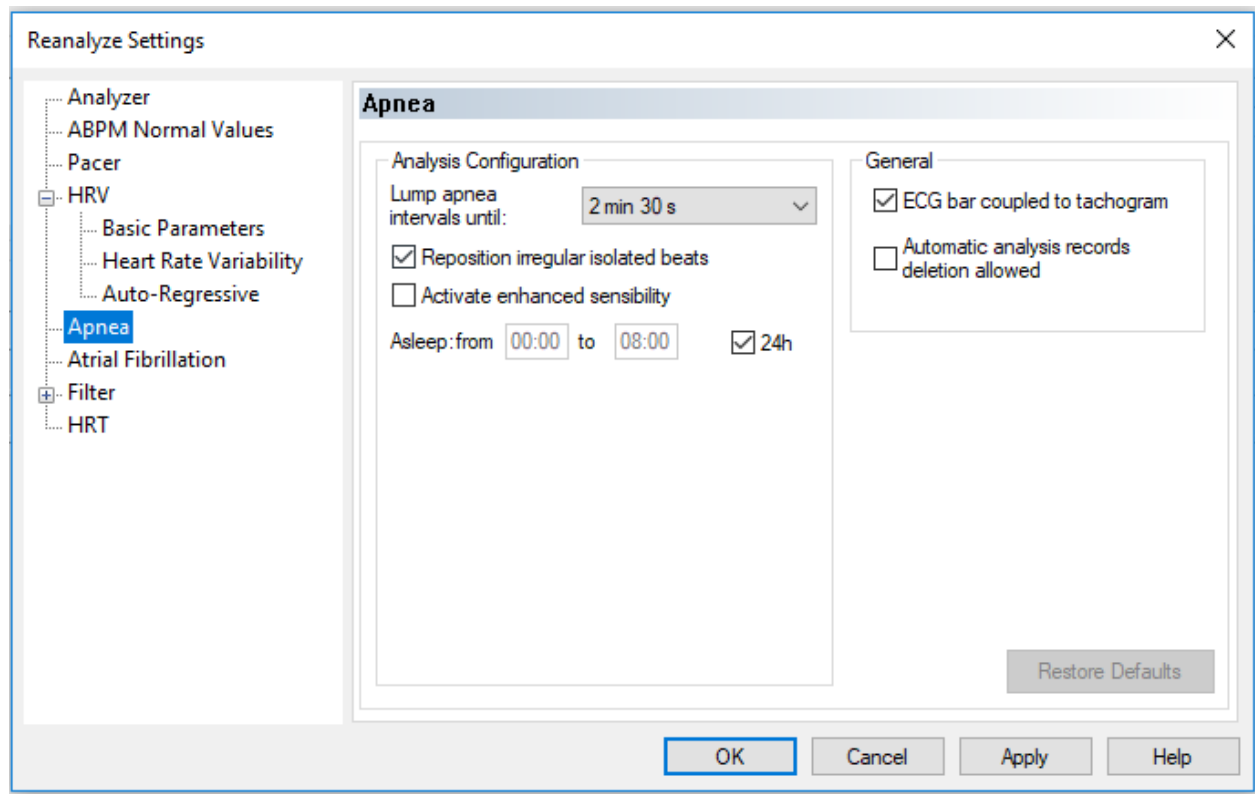 Reanalyze Settings
Analyzer
ABPM Normal Values
Pacer
HRV
Basic Parameters
Heart Rate Variability
Auto-Regressive
Apnea
Atrial Fibrillation
Filter
HRT
Apnea
Analysis Configuration
Lump apnea
intervals until:
2 min 30 s
Reposition irregular isolated beats
Activate enhanced sensibility
Asleep:from 00:00 to 08:00 24h
General
ECG bar coupled to tachogram
Automatic analysis records
deletion allowed
Restore Defaults
OK Cancel Apply Help